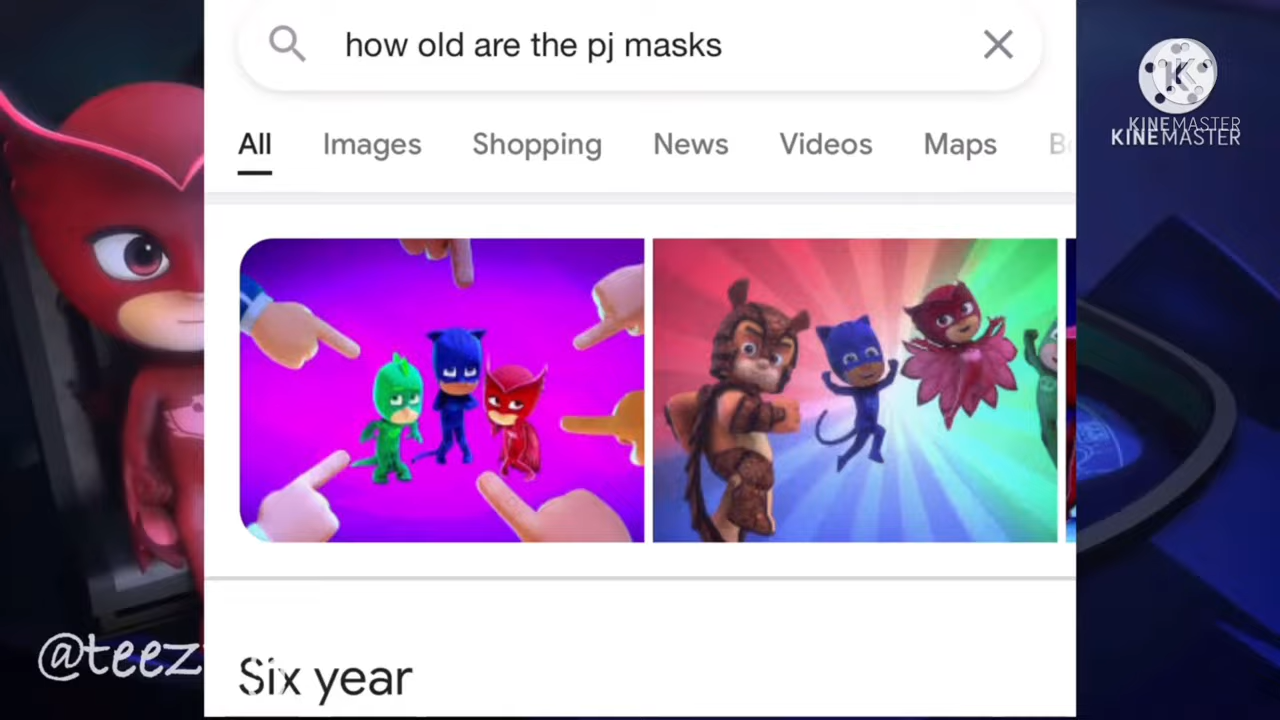 how old are the pj masks
All Images Shopping News Videos Maps
KINEMASTER
KINEMASTER
@teez
Six year